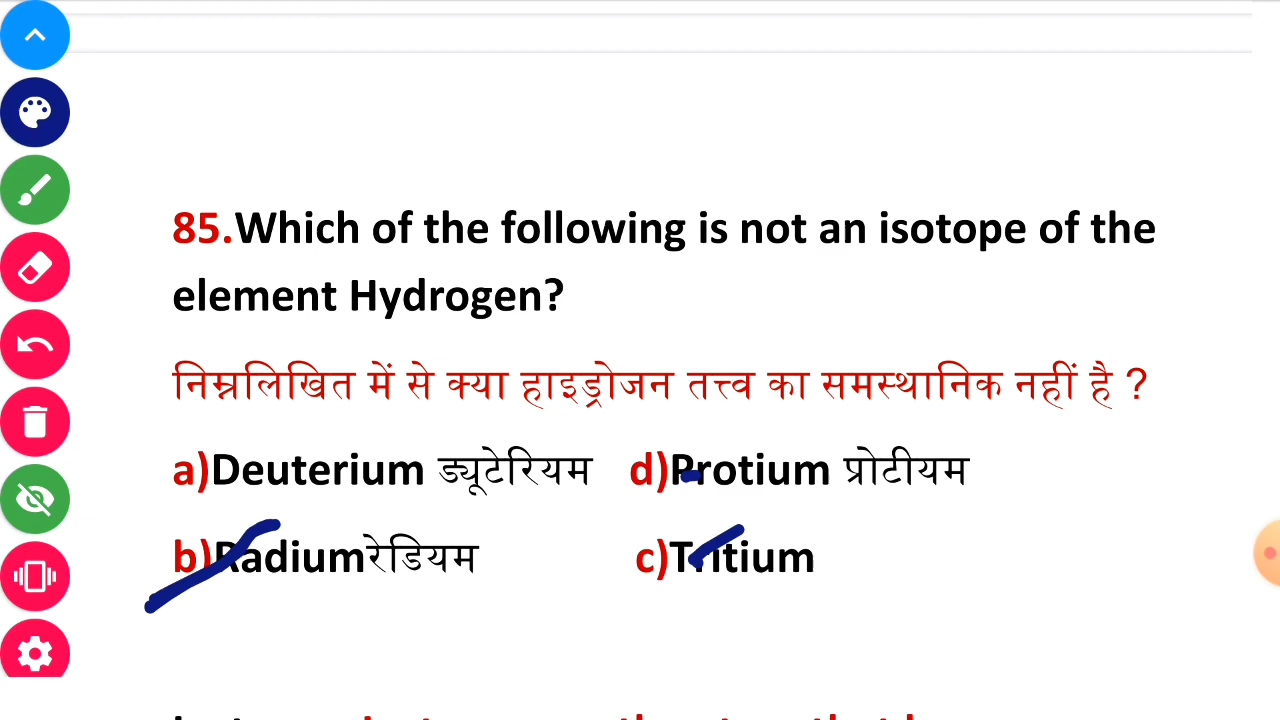 85.Which of the following is not an isotope of the
element Hydrogen?
निम्नलिखित में से क्या हाइड्रोजन तत्त्व का समस्थानिक नहीं है ?
a)Deuterium ड्यूटेरियम d)Protium प्रोटीयम
b)Radiumरेडियम c)Tritium